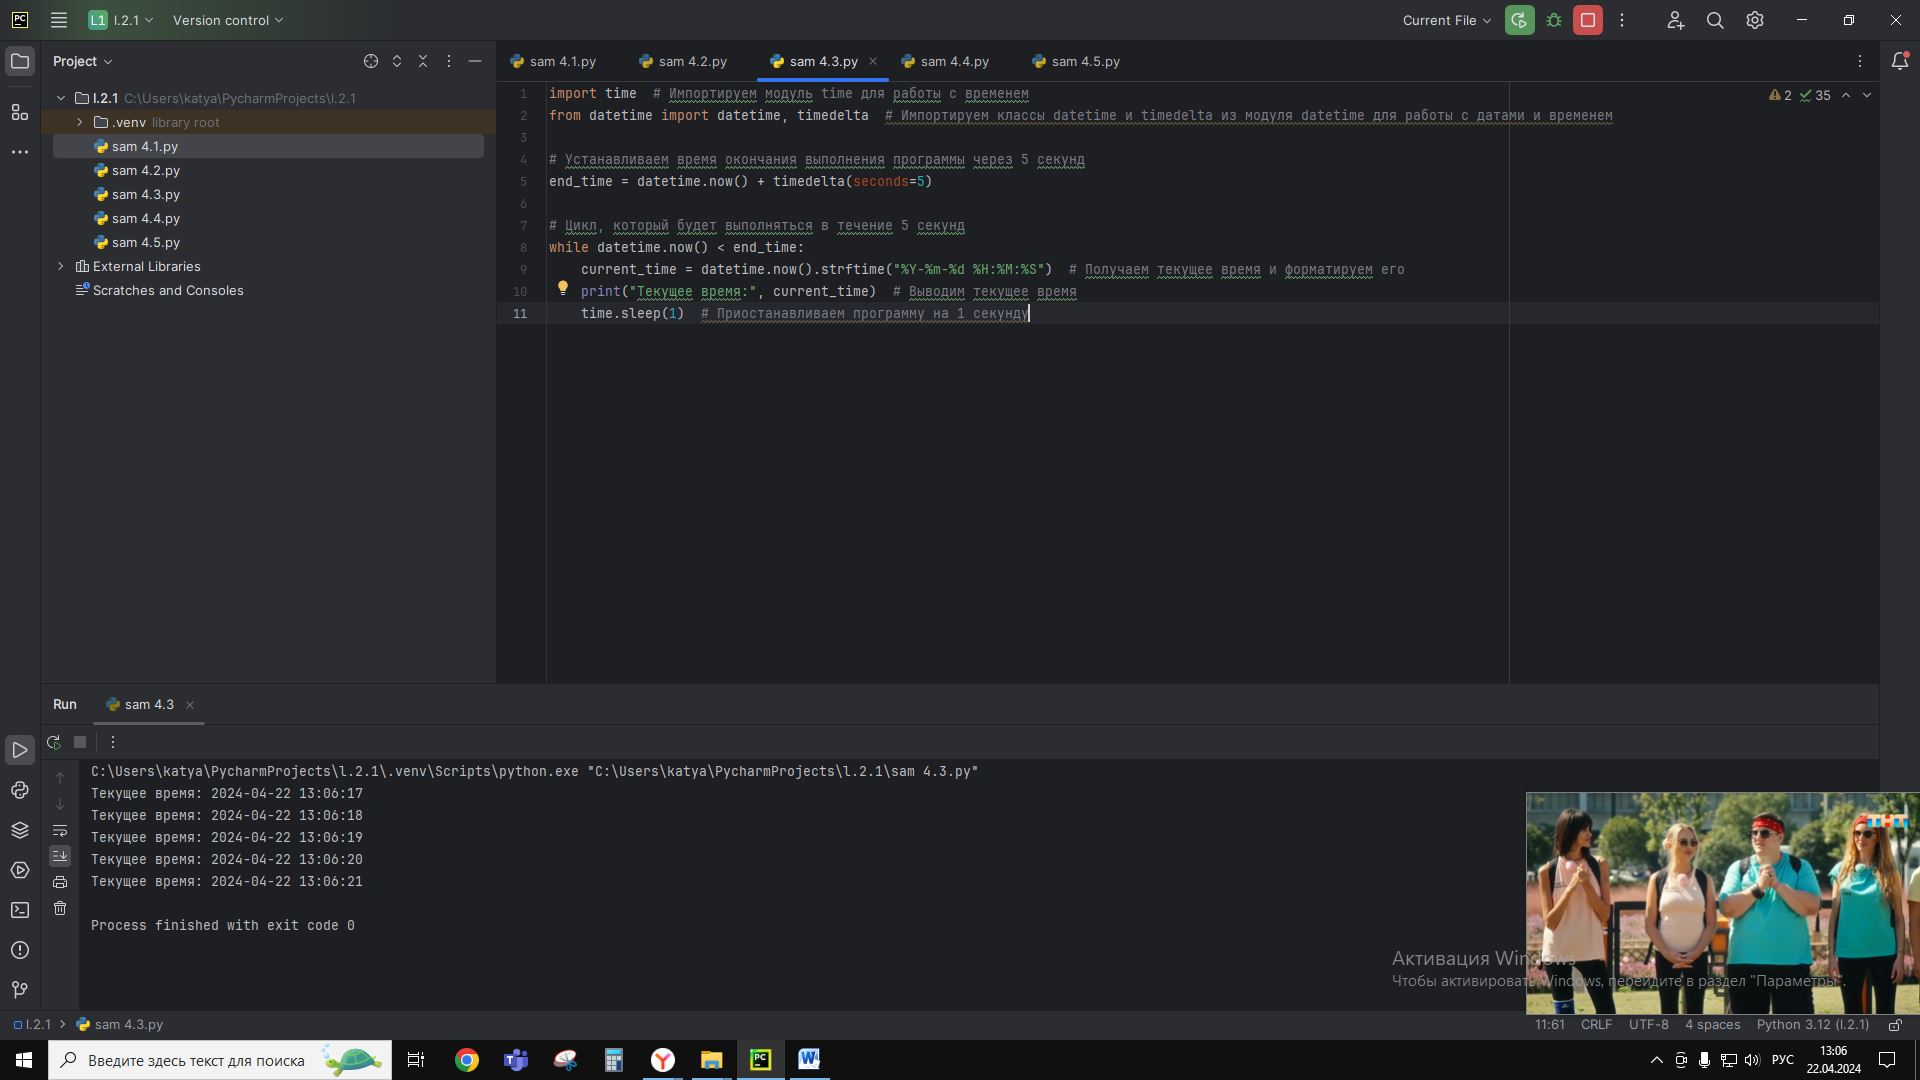 PC
L1 l.2.1
Version control
Current File
Project
sam 4.1.py
sam 4.2.py
sam 4.3.py
sam 4.4.py
sam 4.5.py
l.2.1 C:\Users\katya\PycharmProjects\l.2.1
.venv library root
sam 4.1.py
sam 4.2.py
sam 4.3.py
sam 4.4.py
sam 4.5.py
External Libraries
Scratches and Consoles
2 35
1 import time  # Импортируем модуль time для работы с временем
2 from datetime import datetime, timedelta  # Импортируем классы datetime и timedelta из модуля datetime для работы с датами и временем
3
4 # Устанавливаем время окончания выполнения программы через 5 секунд
5 end_time = datetime.now() + timedelta(seconds=5)
6
7 # Цикл, который будет выполняться в течение 5 секунд
8 while datetime.now() < end_time:
9     current_time = datetime.now().strftime("%Y-%m-%d %H:%M:%S")  # Получаем текущее время и форматируем его
10     print("Текущее время:", current_time)  # Выводим текущее время
11     time.sleep(1)  # Приостанавливаем программу на 1 секунду
Run
sam 4.3
C:\Users\katya\PycharmProjects\l.2.1\.venv\Scripts\python.exe "C:\Users\katya\PycharmProjects\l.2.1\sam 4.3.py"
Текущее время: 2024-04-22 13:06:17
Текущее время: 2024-04-22 13:06:18
Текущее время: 2024-04-22 13:06:19
Текущее время: 2024-04-22 13:06:20
Текущее время: 2024-04-22 13:06:21
Process finished with exit code 0
ТНТ
Активация Windows
Чтобы активировать Windows, перейдите в раздел "Параметры".
l.2.1 > sam 4.3.py
11:61 CRLF UTF-8 4 spaces Python 3.12 (l.2.1)
Введите здесь текст для поиска
PC
W
РУС
13:06
22.04.2024